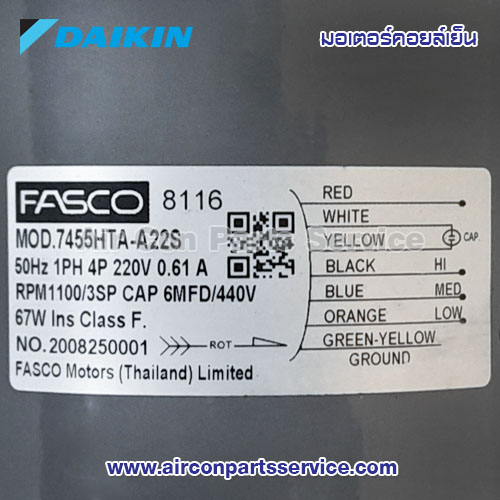 DAIKIN
มอเตอร์คอยล์เย็น
FASCO 8116
MOD.7455HTA-A22S
50Hz 1PH 4P 220V 0.61 A
RPM1100/3SP CAP 6MFD/440V
67W Ins Class F.
NO.2008250001 ROT
FASCO Motors (Thailand) Limited
RED
WHITE
YELLOW CAP.
BLACK HI
BLUE MED
ORANGE LOW
GREEN-YELLOW
GROUND
www.airconpartsservice.com